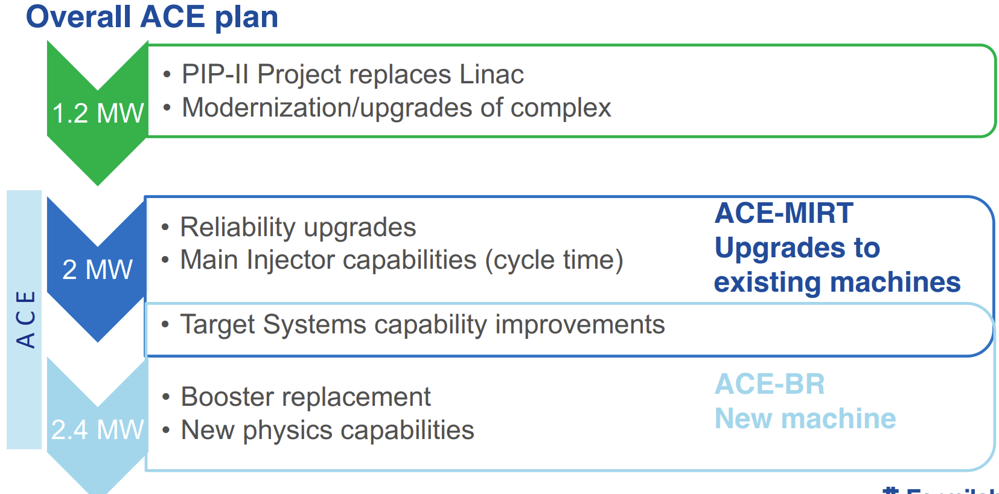 Overall ACE plan
1.2 MW
• PIP-II Project replaces Linac
• Modernization/upgrades of complex
ACE
2 MW
• Reliability upgrades
• Main Injector capabilities (cycle time)
• Target Systems capability improvements
ACE-MIRT
Upgrades to
existing machines
2.4 MW
• Booster replacement
• New physics capabilities
ACE-BR
New machine